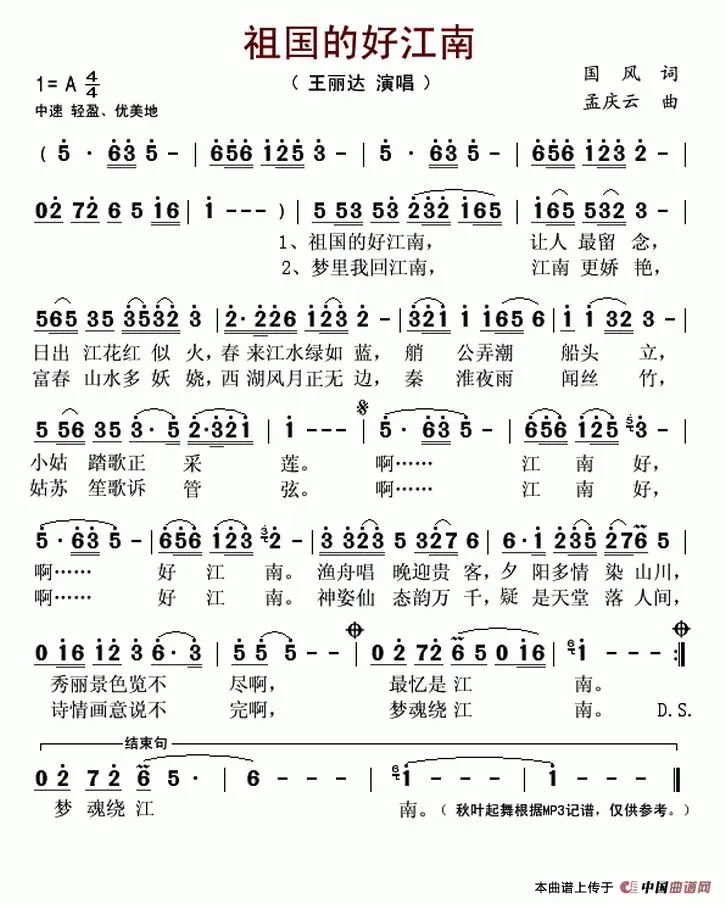 祖国的好江南
1=A 4/4
（王丽达 演唱）
国 风 词
中速 轻盈、优美地
孟庆云 曲
( 5 · 63 5 - | 656 125 3 - | 5 · 63 5 - | 656 123 2 - |
02 72 6 5 16 | 1 - - - ) | 5 53 53 232 165 | 165 532 3 - |
1、祖国的好江南， 让人 最留 念，
2、梦里我回江南， 江南 更娇 艳，
565 35 3532 3 | 2·226 123 2 - | 321 1 656 6 | 1 1 32 3 - |
日出 江花红 似 火，春 来江水绿如 蓝，艄 公弄潮 船头 立，
富春 山水多 妖 娆，西 湖风月正无 边，秦 淮夜雨 闻丝 竹，
5 56 35 3·5 2·321 | 1 - - - | 5 · 63 5 - | 656 125 3 - |
小姑 踏歌正 采 莲。 啊…… 江 南 好，
姑苏 笙歌诉 管 弦。 啊…… 江 南 好，
5 · 63 5 - | 656 123 2 - | 3 323 5 327 6 | 6·1 235 276 5 |
啊…… 好 江 南。渔舟唱 晚迎贵 客，夕 阳多情 染 山川，
啊…… 好 江 南。神姿仙 态韵万 千，疑 是天堂 落 人间，
0 16 12 3 6·3 | 5 5 5 - - | 0 2 72 6 5 0 16 | 1 - - :||
秀丽景色览不 尽啊， 最忆是 江 南。
诗情画意说不 完啊， 梦魂绕 江 南。 D.S.
结束句
02 72 6 5 · | 6 - - - | 1 - - - | 1 - - ||
梦 魂绕 江 南。（秋叶起舞根据MP3记谱，仅供参考。）
本曲谱上传于 中国曲谱网